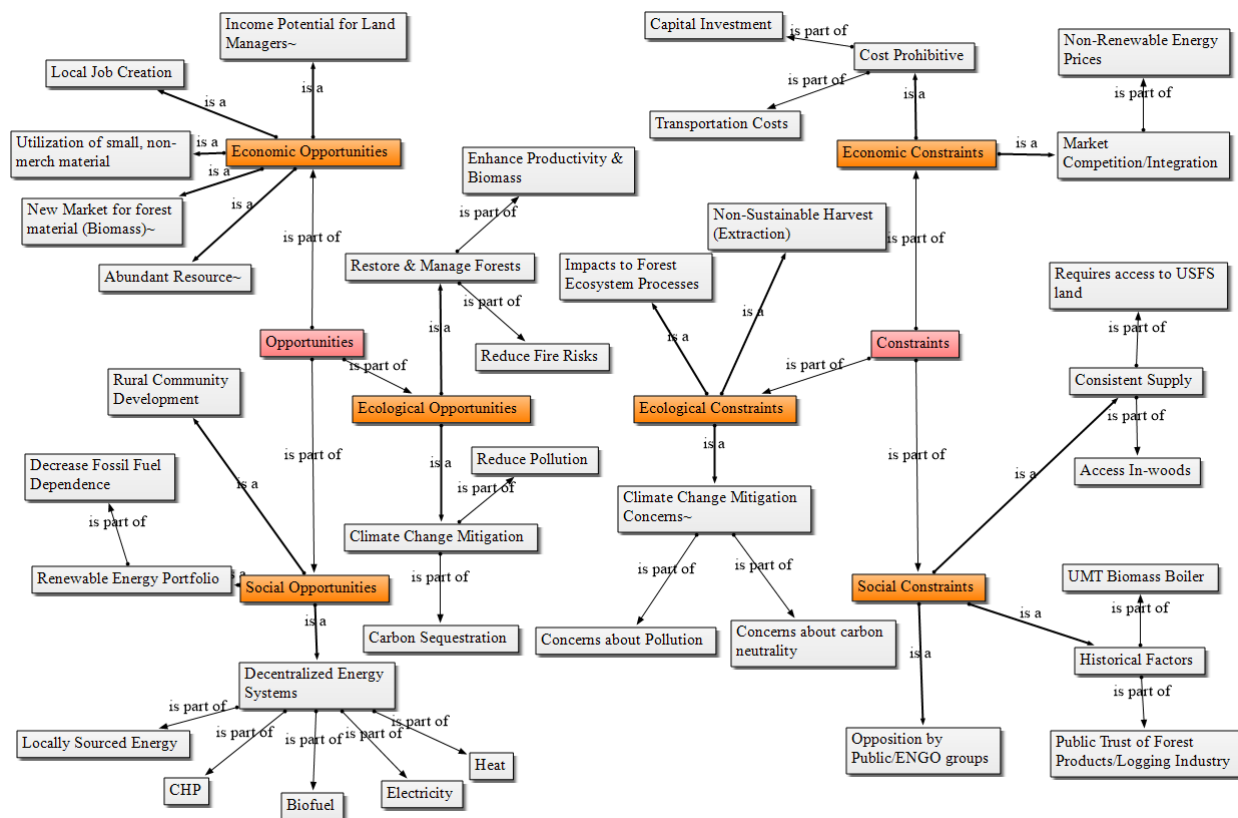 Income Potential for Land
Managers~
Local Job Creation
is a
is a
Utilization of small, non-
merch material
is a
Economic Opportunities
is a
New Market for forest
material (Biomass)~
is a
Abundant Resource~
is part of
Enhance Productivity &
Biomass
is part of
Restore & Manage Forests
is part of
Reduce Fire Risks
is a
Opportunities
is part of
Ecological Opportunities
is part of
is a
Reduce Pollution
is part of
Climate Change Mitigation
is part of
Carbon Sequestration
Rural Community
Development
is a
Decrease Fossil Fuel
Dependence
is part of
Renewable Energy Portfolio
is a
Social Opportunities
is a
Decentralized Energy
Systems
is part of
is part of
is part of
is part of
is part of
Locally Sourced Energy
CHP
Biofuel
Electricity
Heat
Capital Investment
is part of
Cost Prohibitive
is part of
Transportation Costs
is a
Non-Renewable Energy
Prices
is part of
Economic Constraints
is a
Market
Competition/Integration
is part of
Non-Sustainable Harvest
(Extraction)
Impacts to Forest
Ecosystem Processes
is a
is a
Constraints
is part of
Ecological Constraints
is a
Climate Change Mitigation
Concerns~
is part of
is part of
Concerns about Pollution
Concerns about carbon
neutrality
is part of
Requires access to USFS
land
is part of
Consistent Supply
is part of
Access In-woods
is a
Social Constraints
is a
is a
UMT Biomass Boiler
is part of
Historical Factors
is part of
Opposition by
Public/ENGO groups
Public Trust of Forest
Products/Logging Industry